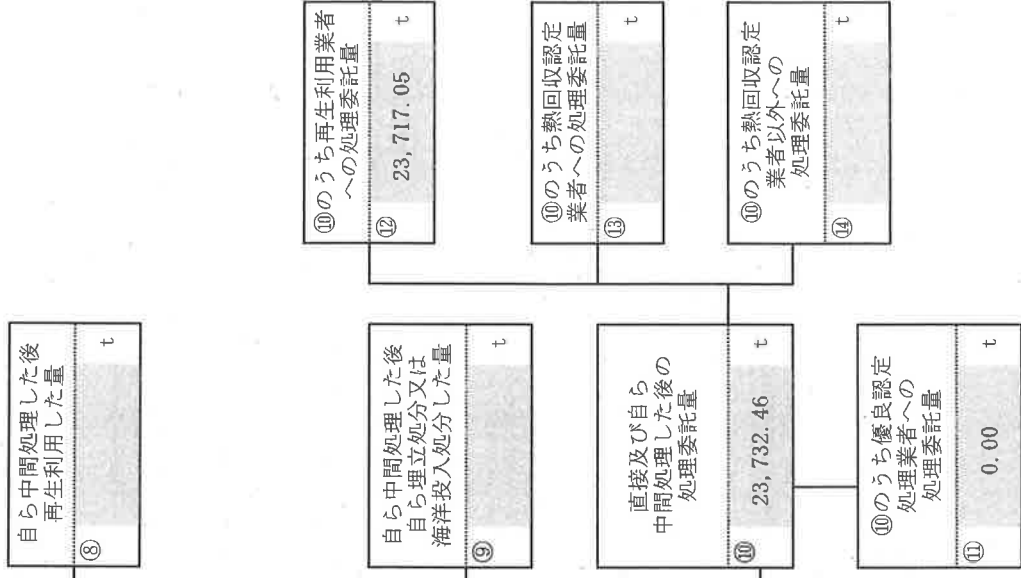 自ら中間処理した後
再生利用した量
⑧
t
自ら中間処理した後
自ら埋立処分又は
海洋投入処分した量
⑨
t
直接及び自ら
中間処理した後の
処理委託量
⑩
23,732.46
t
⑩のうち優良認定
処理業者への
処理委託量
⑪
0.00
t
⑩のうち再生利用業者
への処理委託量
⑫
23,717.05
t
⑩のうち熱回収認定
業者への処理委託量
⑬
t
⑩のうち熱回収認定
業者以外への
処理委託量
⑭
t